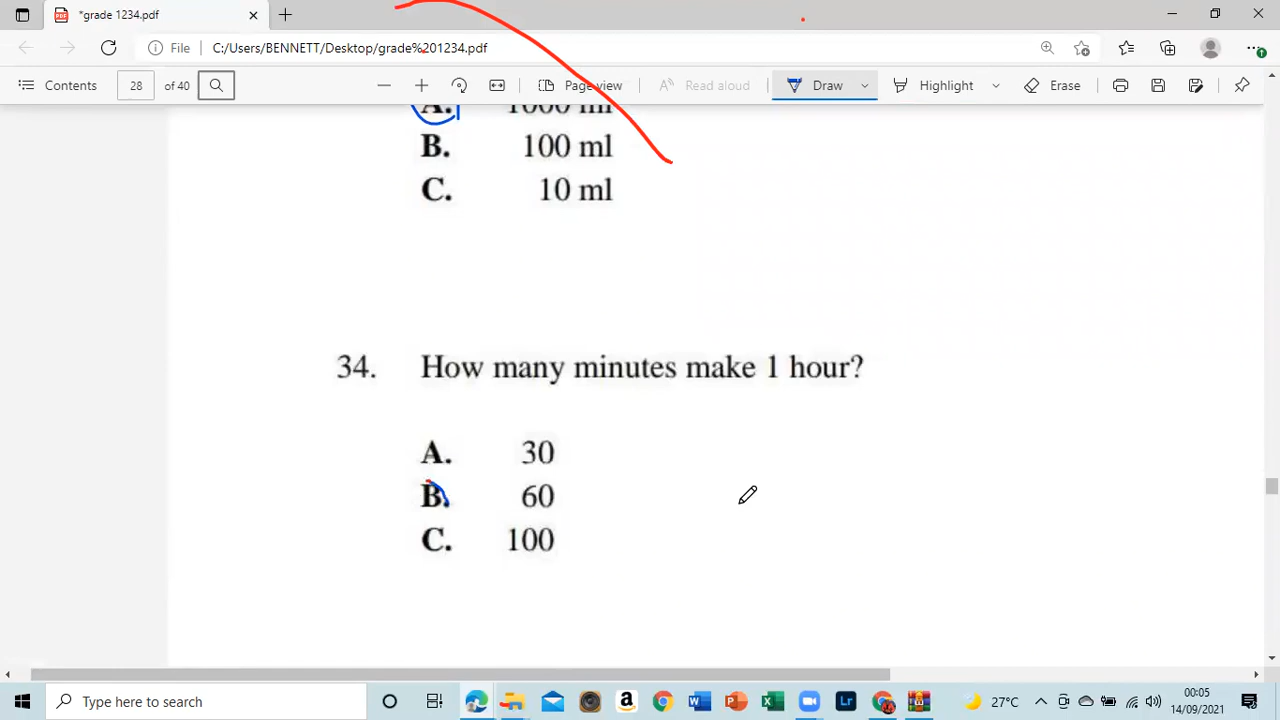 *grade 1234.pdf
File
C:/Users/BENNETT/Desktop/grade%201234.pdf
Contents
28
of 40
Page view
Read aloud
Draw
Highlight
Erase
A. 1000 ml
B. 100 ml
C. 10 ml
34. How many minutes make 1 hour?
A. 30
B. 60
C. 100
Type here to search
27°C
00:05
14/09/2021